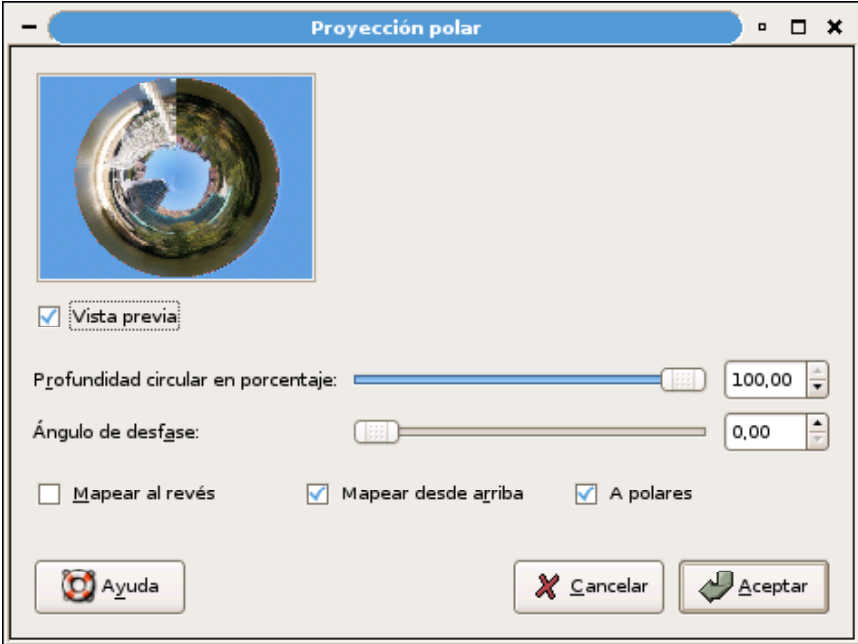 Proyección polar
Vista previa
Profundidad circular en porcentaje: 100,00
Ángulo de desfase: 0,00
Mapear al revés Mapear desde arriba A polares
Ayuda Cancelar Aceptar